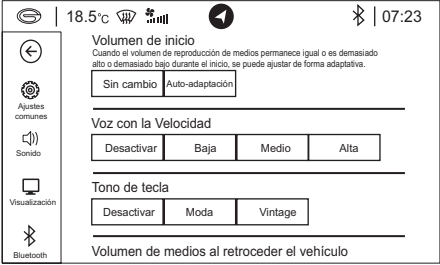 18.5°C
07:23
Volumen de inicio
Cuando el volumen de reproducción de medios permanece igual o es demasiado
alto o demasiado bajo durante el inicio, se puede ajustar de forma adaptativa.
Sin cambio Auto-adaptación
Ajustes
comunes
Voz con la Velocidad
Sonido
Desactivar Baja Medio Alta
Tono de tecla
Visualización
Desactivar Moda Vintage
Volumen de medios al retroceder el vehículo
Bluetooth